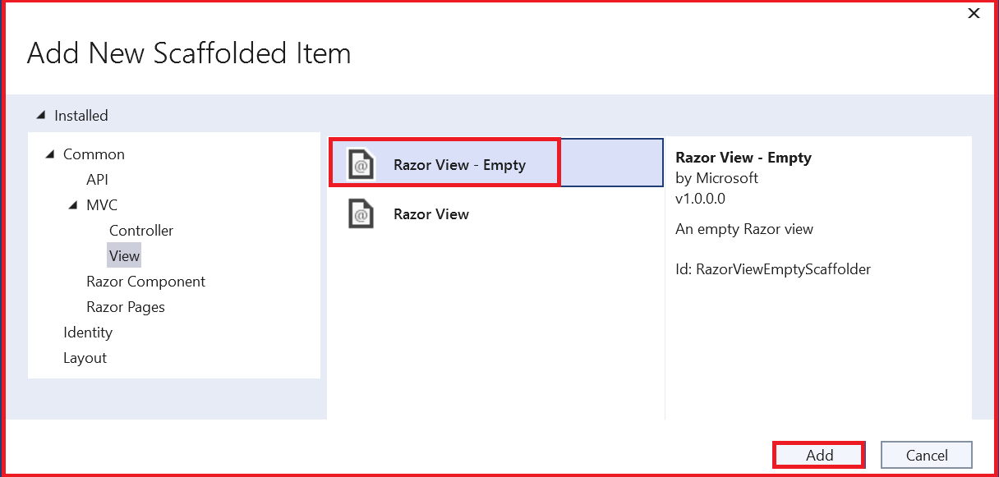 Add New Scaffolded Item
Installed
Common
API
MVC
Controller
View
Razor Component
Razor Pages
Identity
Layout
Razor View - Empty
Razor View
Razor View - Empty
by Microsoft
v1.0.0.0
An empty Razor view
Id: RazorViewEmptyScaffolder
Add
Cancel